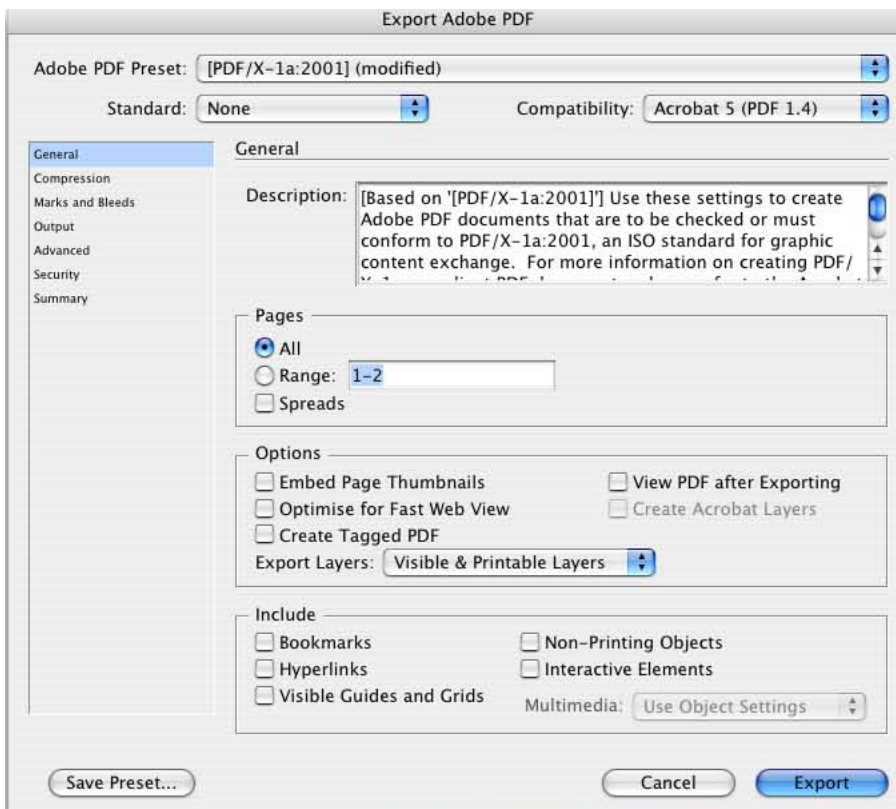 Export Adobe PDF
Adobe PDF Preset: [PDF/X-1a:2001] (modified)
Standard: None Compatibility: Acrobat 5 (PDF 1.4)
General
Compression
Marks and Bleeds
Output
Advanced
Security
Summary
General
Description: [Based on '[PDF/X-1a:2001]'] Use these settings to create
Adobe PDF documents that are to be checked or must
conform to PDF/X-1a:2001, an ISO standard for graphic
content exchange. For more information on creating PDF/
Pages
All
Range: 1-2
Spreads
Options
Embed Page Thumbnails View PDF after Exporting
Optimise for Fast Web View Create Acrobat Layers
Create Tagged PDF
Export Layers: Visible & Printable Layers
Include
Bookmarks Non-Printing Objects
Hyperlinks Interactive Elements
Visible Guides and Grids Multimedia: Use Object Settings
Save Preset... Cancel Export